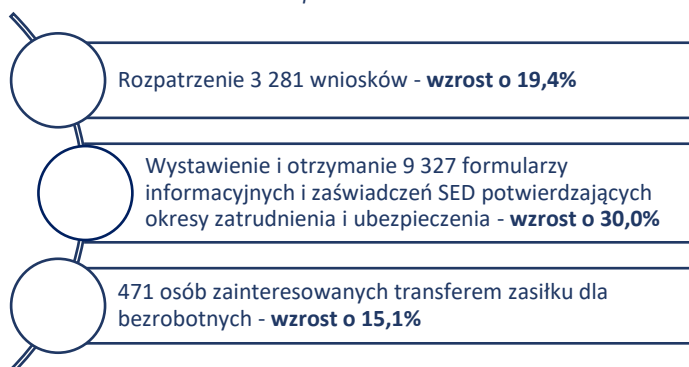 Rozpatrzenie 3 281 wniosków - wzrost o 19,4%
Wystawienie i otrzymanie 9 327 formularzy
informacyjnych i zaświadczeń SED potwierdzających
okresy zatrudnienia i ubezpieczenia - wzrost o 30,0%
471 osób zainteresowanych transferem zasiłku dla
bezrobotnych - wzrost o 15,1%